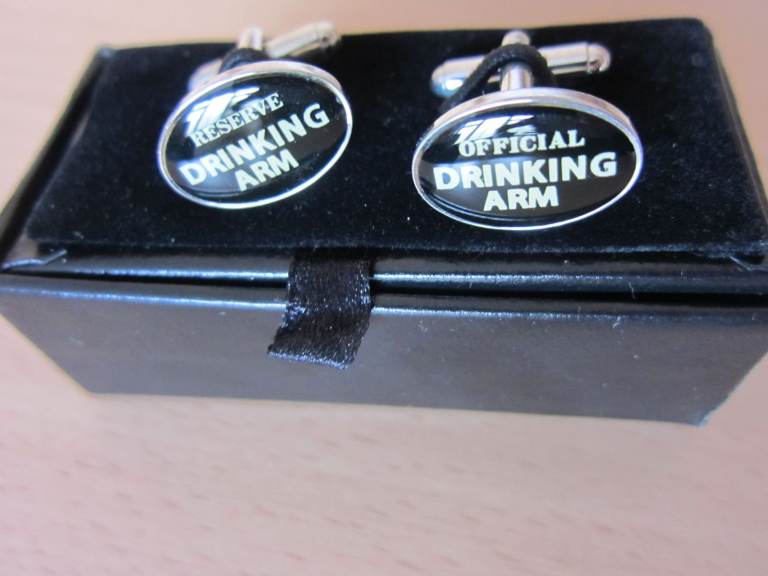 RESERVE
DRINKING
ARM
OFFICIAL
DRINKING
ARM